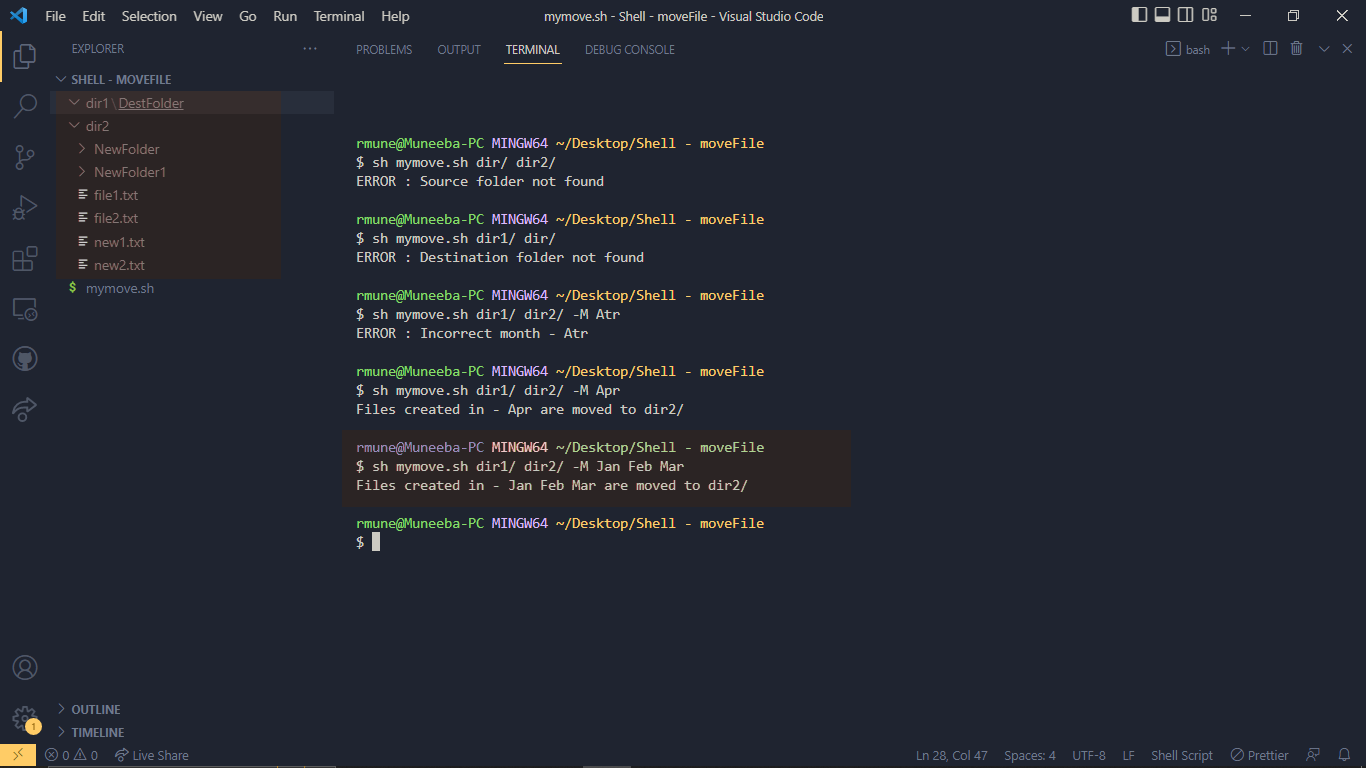 File Edit Selection View Go Run Terminal Help
mymove.sh - Shell - moveFile - Visual Studio Code
EXPLORER
SHELL - MOVEFILE
dir1\DestFolder
dir2
NewFolder
NewFolder1
file1.txt
file2.txt
new1.txt
new2.txt
$ mymove.sh
OUTLINE
TIMELINE
PROBLEMS OUTPUT TERMINAL DEBUG CONSOLE
bash
rmune@Muneeba-PC MINGW64 ~/Desktop/Shell - moveFile
$ sh mymove.sh dir/ dir2/
ERROR : Source folder not found
rmune@Muneeba-PC MINGW64 ~/Desktop/Shell - moveFile
$ sh mymove.sh dir1/ dir/
ERROR : Destination folder not found
rmune@Muneeba-PC MINGW64 ~/Desktop/Shell - moveFile
$ sh mymove.sh dir1/ dir2/ -M Atr
ERROR : Incorrect month - Atr
rmune@Muneeba-PC MINGW64 ~/Desktop/Shell - moveFile
$ sh mymove.sh dir1/ dir2/ -M Apr
Files created in - Apr are moved to dir2/
rmune@Muneeba-PC MINGW64 ~/Desktop/Shell - moveFile
$ sh mymove.sh dir1/ dir2/ -M Jan Feb Mar
Files created in - Jan Feb Mar are moved to dir2/
rmune@Muneeba-PC MINGW64 ~/Desktop/Shell - moveFile
$
1
0 0 Live Share
Ln 28, Col 47 Spaces: 4 UTF-8 LF Shell Script Prettier